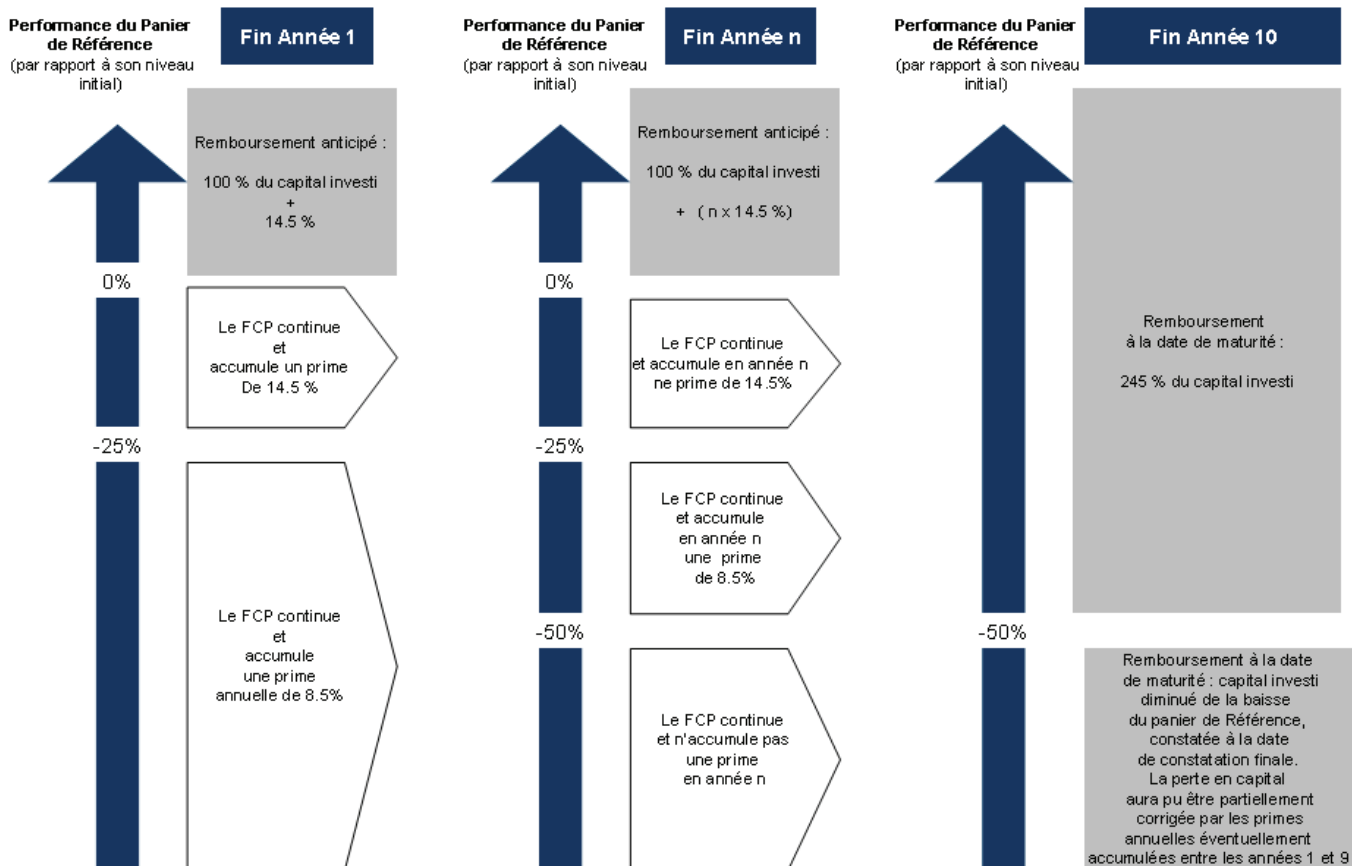 Performance du Panier
de Référence
(par rapport à son niveau
initial)
Fin Année 1
Remboursement anticipé :
100 % du capital investi
+
14.5 %
0%
Le FCP continue
et
accumule un prime
De 14.5 %
-25%
Le FCP continue
et
accumule
une prime
annuelle de 8.5%
Performance du Panier
de Référence
(par rapport à son niveau
initial)
Fin Année n
Remboursement anticipé :
100 % du capital investi
+ ( n x 14.5 %)
0%
Le FCP continue
et accumule en année n
ne prime de 14.5%
-25%
Le FCP continue
et accumule
en année n
une prime
de 8.5%
-50%
Le FCP continue
et n'accumule pas
une prime
en année n
Performance du Panier
de Référence
(par rapport à son niveau
initial)
Fin Année 10
Remboursement
à la date de maturité :
245 % du capital investi
-50%
Remboursement à la date
de maturité : capital investi
diminué de la baisse
du panier de Référence,
constatée à la date
de constatation finale.
La perte en capital
aura pu être partiellement
corrigée par les primes
annuelles éventuellement
accumulées entre les années 1 et 9